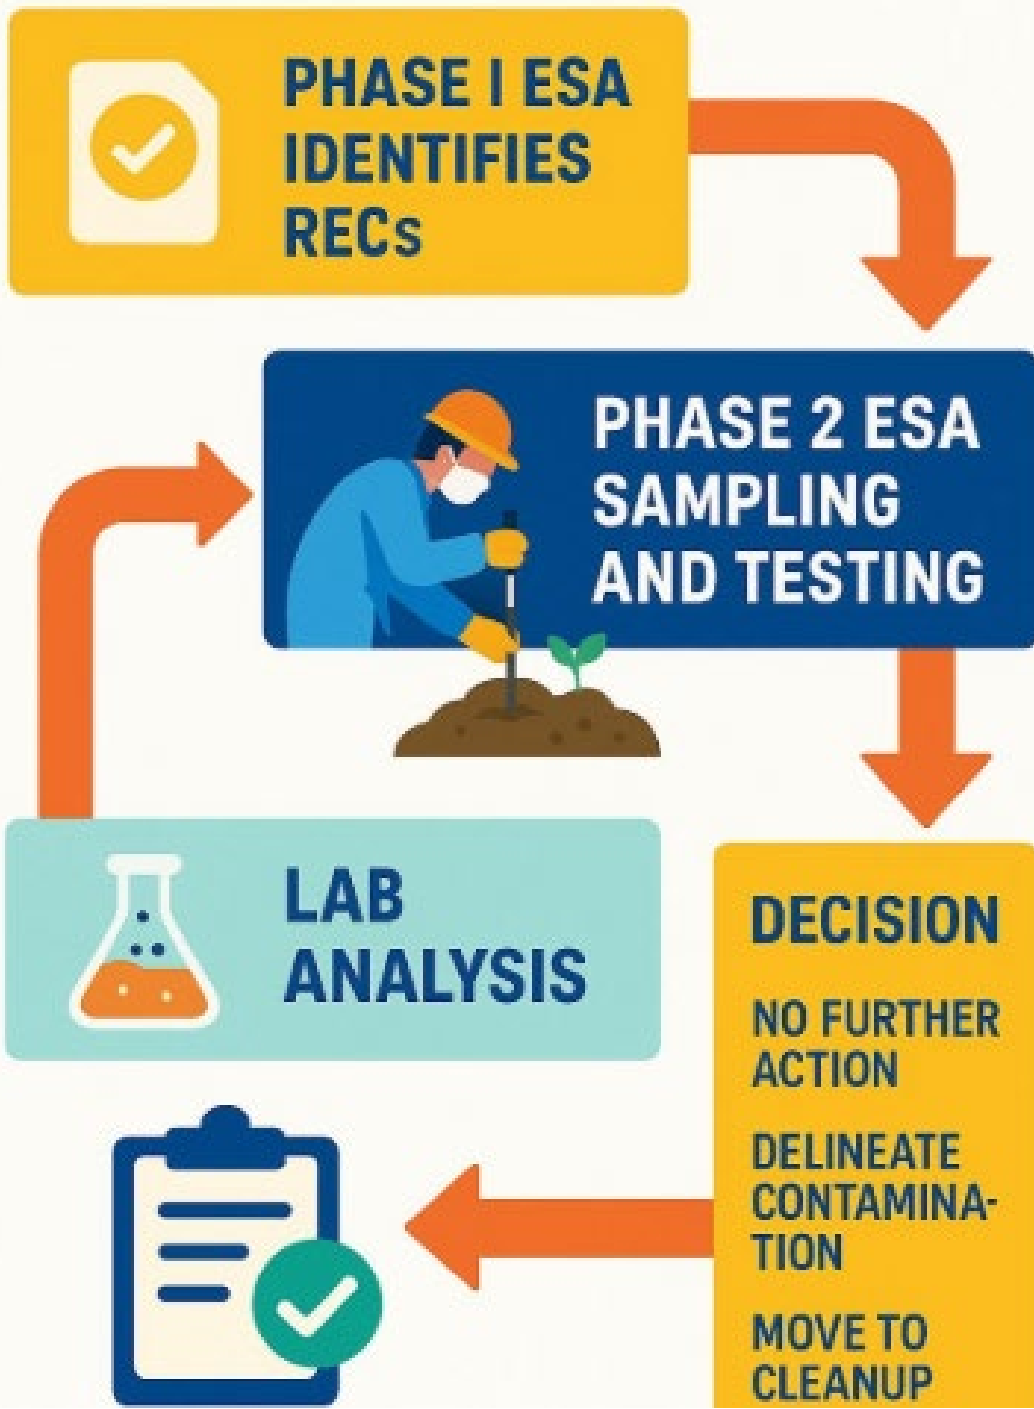 PHASE I ESA
IDENTIFIES
RECs
PHASE 2 ESA
SAMPLING
AND TESTING
LAB
ANALYSIS
DECISION
NO FURTHER
ACTION
DELINEATE
CONTAMINA-
TION
MOVE TO
CLEANUP